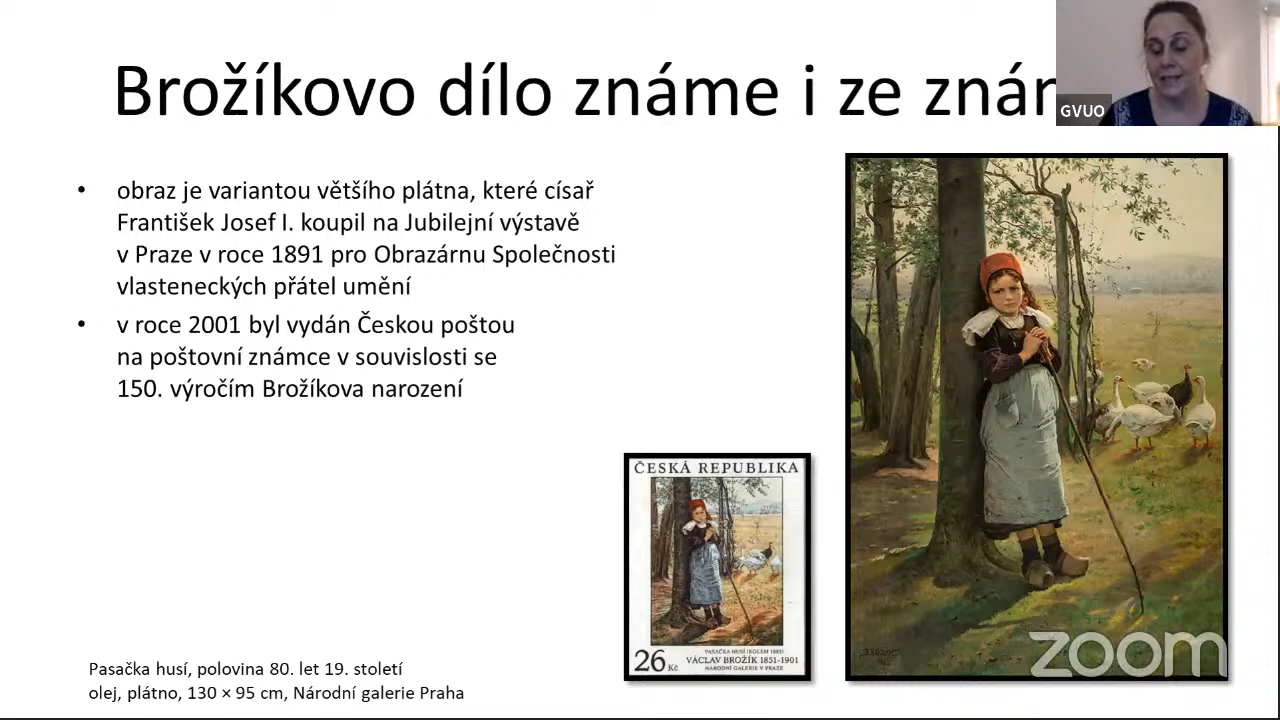 Brožíkovo dílo známe i ze znám
GVUO
• obraz je variantou většího plátna, které císař
František Josef I. koupil na Jubilejní výstavě
v Praze v roce 1891 pro Obrazárnu Společnosti
vlasteneckých přátel umění
• v roce 2001 byl vydán Českou poštou
na poštovní známce v souvislosti se
150. výročím Brožíkova narození
ČESKÁ REPUBLIKA
PASAČKA HUSÍ (KOLEM 1885)
26 Kč VÁCLAV BROŽÍK 1851-1901
NÁRODNÍ GALERIE V PRAZE
Pasačka husí, polovina 80. let 19. století
olej, plátno, 130 × 95 cm, Národní galerie Praha
zoom